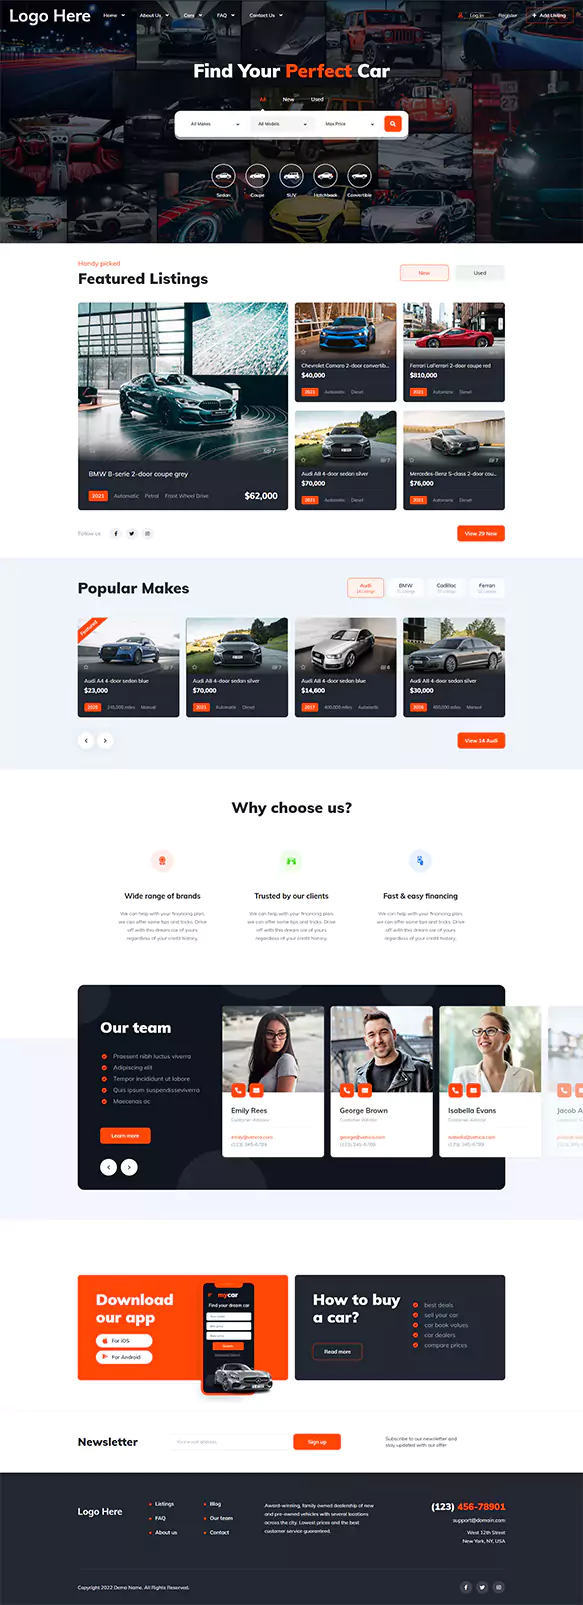 Logo Here
Home
About Us
Cars
FAQ
Contact Us
Log in
Register
+ Add Listing
Find Your Perfect Car
All
New
Used
All Makes
All Models
Max Price
Sedan
Coupe
SUV
Hatchback
Convertible
Handy picked
Featured Listings
New
Used
BMW 8-serie 2-door coupe grey
2021 Automatic Petrol Front Wheel Drive
$62,000
Chevrolet Camaro 2-door convertib...
$40,000
2021 Automatic Diesel
Ferrari LaFerrari 2-door coupe red
$810,000
2021 Automatic Diesel
Audi A8 4-door sedan silver
$70,000
2021 Automatic Diesel
Mercedes-Benz S-class 2-door cou...
$76,000
2021 Automatic Diesel
Follow us
View 29 New
Popular Makes
Audi
14 Listings
BMW
Cadillac
Ferrari
Featured
Audi A4 4-door sedan blue
$23,000
2020 240,000 miles Manual
Audi A8 4-door sedan silver
$70,000
2021 Automatic Diesel
Audi A8 4-door sedan blue
$14,600
2017 400,000 miles Automatic
Audi A8 4-door sedan silver
$30,000
2016 400,000 miles Manual
View 14 Audi
Why choose us?
Wide range of brands
We can help with your financing plan,
we can offer some tips and tricks. Drive
off with this dream car of yours
regardless of your credit history.
Trusted by our clients
We can help with your financing plan,
we can offer some tips and tricks. Drive
off with this dream car of yours
regardless of your credit history.
Fast & easy financing
We can help with your financing plan,
we can offer some tips and tricks. Drive
off with this dream car of yours
regardless of your credit history.
Our team
Praesent nibh luctus viverra
Adipiscing elit
Tempor incididunt ut labore
Quis ipsum suspendisseviverra
Maecenas ac
Learn more
Emily Rees
Customer Advisor
emily@vehica.com
(123) 345-6789
George Brown
Customer Advisor
george@vehica.com
(123) 345-6789
Isabella Evans
Customer Advisor
isabella@vehica.com
(123) 345-6789
Jacob A
Download
our app
For iOS
For Android
mycar
Find your dream car
Search
How to buy
a car?
Read more
best deals
sell your car
car book values
car dealers
compare prices
Newsletter
Your email address
Sign up
Subscribe to our newsletter and
stay updated with our offer
Logo Here
Listings
FAQ
About us
Blog
Our team
Contact
Award-winning, family owned dealership of new
and pre-owned vehicles with several locations
across the city. Lowest prices and the best
customer service guaranteed.
(123) 456-78901
support@domain.com
West 12th Street
New York, NY, USA
Copyright 2022.Demo Name. All Rights Reserved.